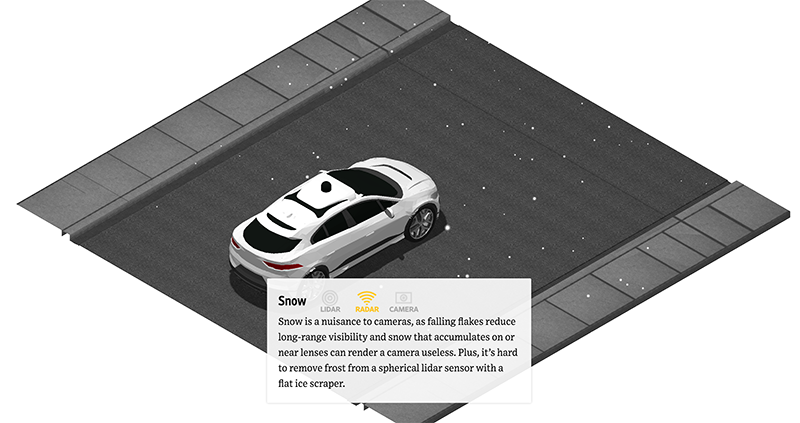 Snow
LIDAR RADAR CAMERA
Snow is a nuisance to cameras, as falling flakes reduce
long-range visibility and snow that accumulates on or
near lenses can render a camera useless. Plus, it’s hard
to remove frost from a spherical lidar sensor with a
flat ice scraper.